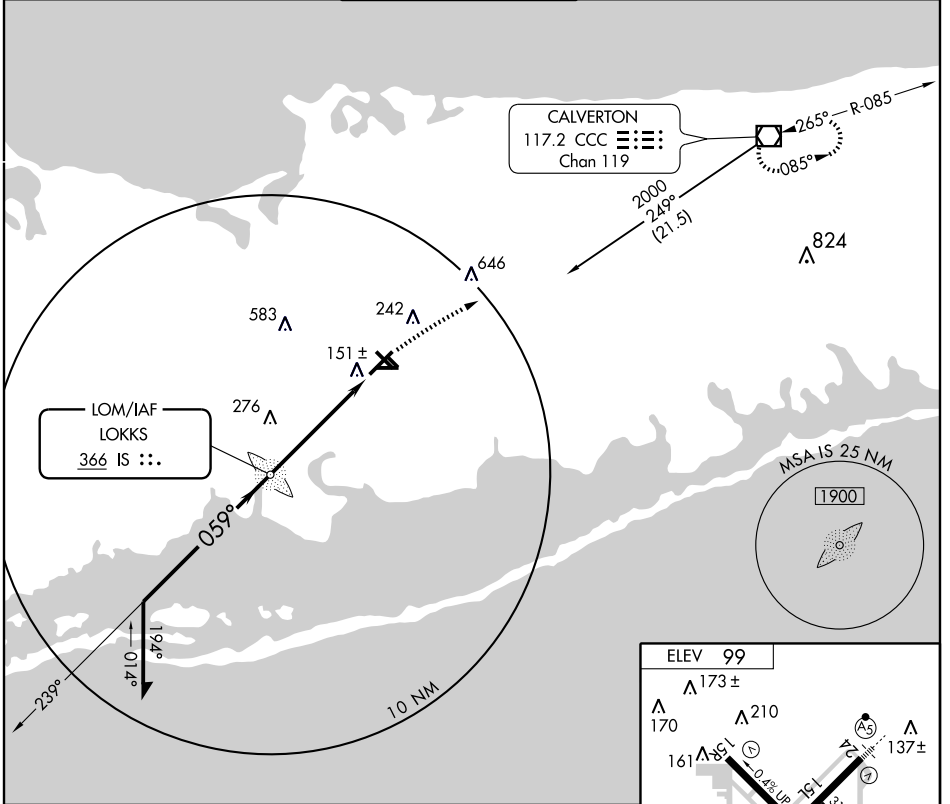 CALVERTON
117.2 CCC
Chan 119
265°
R-085
085°
2000
249°
(21.5)
824
646
242
583
151 ±
276
LOM/IAF
LOKKS
366 IS
059°
194°
014°
239°
10 NM
MSA IS 25 NM
1900
ELEV 99
173 ±
170
210
161
137±
15R
V
0.4% UP
15L
24
A5
V